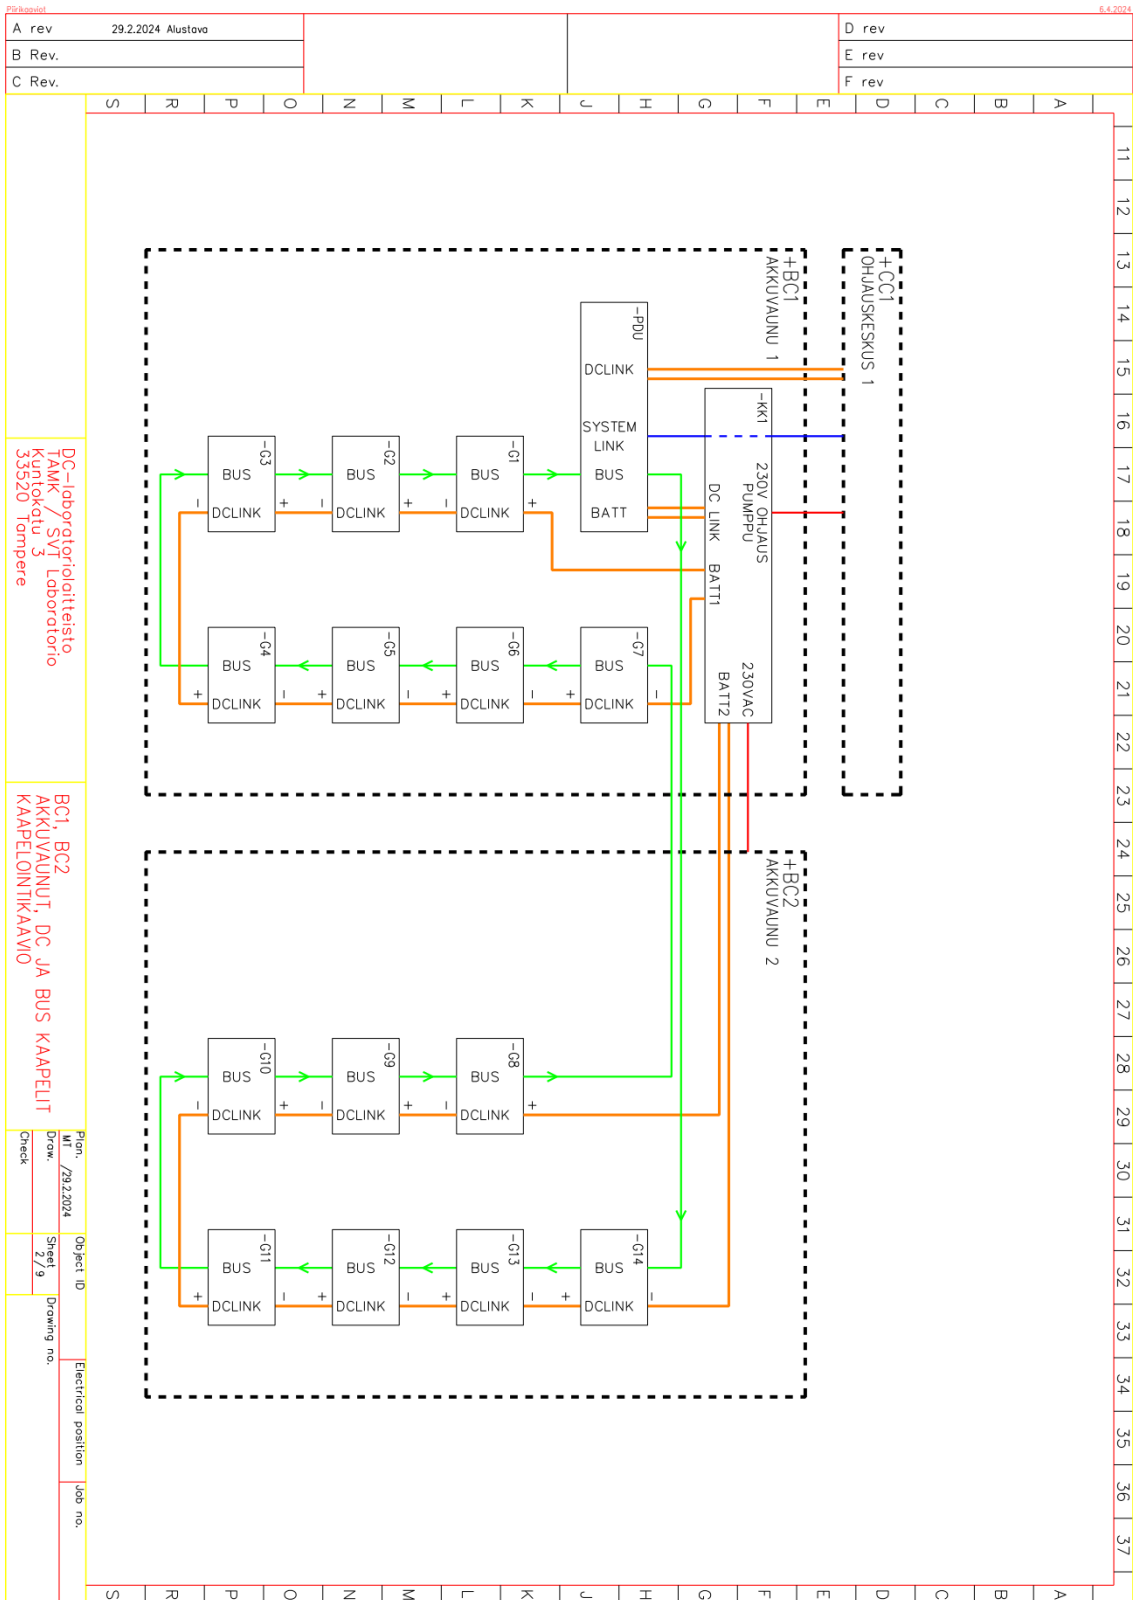 Piirikaaviot
6.4.2024
A rev 29.2.2024 Alustava
B Rev.
C Rev.
D rev
E rev
F rev
S R P O N M L K J H G F E D C B A
11 12 13 14 15 16 17 18 19 20 21 22 23 24 25 26 27 28 29 30 31 32 33 34 35 36 37
+CC1
OHJAUSKESKUS 1
+BC1
AKKUVAUNU 1
-PDU
DCLINK
SYSTEM
LINK
BUS
BATT
-KK1
230V OHJAUS
PUMPPU
DC LINK
BATT1
230VAC
BATT2
-G3
BUS
- DCLINK +
-G2
BUS
- DCLINK +
-G1
BUS
- DCLINK +
-G4
BUS
+ DCLINK -
-G5
BUS
+ DCLINK -
-G6
BUS
+ DCLINK -
-G7
BUS
+ DCLINK -
+BC2
AKKUVAUNU 2
-G10
BUS
- DCLINK +
-G9
BUS
- DCLINK +
-G8
BUS
- DCLINK +
-G11
BUS
+ DCLINK -
-G12
BUS
+ DCLINK -
-G13
BUS
+ DCLINK -
-G14
BUS
+ DCLINK -
DC-laboratoriolaitteisto
TAMK / SVT Laboratorio
Kuntokatu 3
33520 Tampere
BC1, BC2
AKKUVAUNUT, DC JA BUS KAAPELIT
KAAPELOINTIKAAVIO
Plan.
MT /29.2.2024
Draw.
Check
Object ID
Sheet
2/9
Drawing no.
Electrical position
Job no.
S R P O N M L K J H G F E D C B A